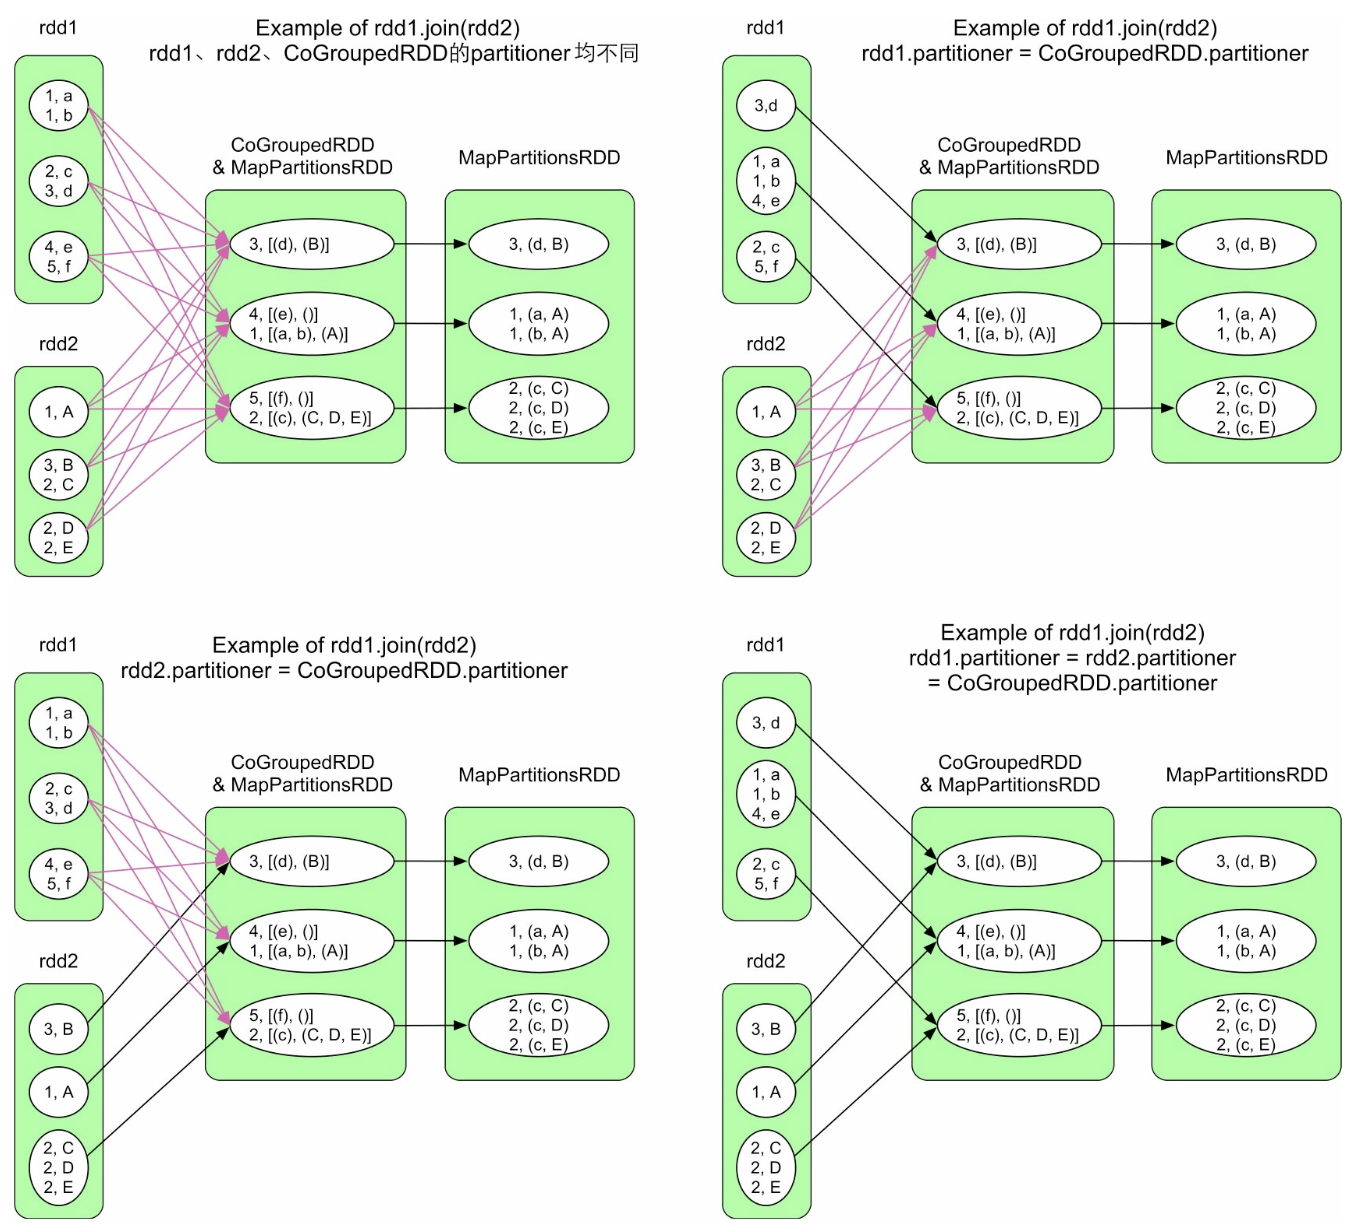 rdd1
Example of rdd1.join(rdd2)
rdd1、rdd2、CoGroupedRDD的partitioner 均不同
1, a
1, b
2, c
3, d
4, e
5, f
rdd2
1, A
3, B
2, C
2, D
2, E
CoGroupedRDD
& MapPartitionsRDD
3, [(d), (B)]
4, [(e), ()]
1, [(a, b), (A)]
5, [(f), ()]
2, [(c), (C, D, E)]
MapPartitionsRDD
3, (d, B)
1, (a, A)
1, (b, A)
2, (c, C)
2, (c, D)
2, (c, E)
rdd1
Example of rdd1.join(rdd2)
rdd1.partitioner = CoGroupedRDD.partitioner
3,d
1, a
1, b
4, e
2, c
5, f
rdd2
1, A
3, B
2, C
2, D
2, E
CoGroupedRDD
& MapPartitionsRDD
3, [(d), (B)]
4, [(e), ()]
1, [(a, b), (A)]
5, [(f), ()]
2, [(c), (C, D, E)]
MapPartitionsRDD
3, (d, B)
1, (a, A)
1, (b, A)
2, (c, C)
2, (c, D)
2, (c, E)
rdd1
Example of rdd1.join(rdd2)
rdd2.partitioner = CoGroupedRDD.partitioner
1, a
1, b
2, c
3, d
4, e
5, f
rdd2
3, B
1, A
2, C
2, D
2, E
CoGroupedRDD
& MapPartitionsRDD
3, [(d), (B)]
4, [(e), ()]
1, [(a, b), (A)]
5, [(f), ()]
2, [(c), (C, D, E)]
MapPartitionsRDD
3, (d, B)
1, (a, A)
1, (b, A)
2, (c, C)
2, (c, D)
2, (c, E)
rdd1
Example of rdd1.join(rdd2)
rdd1.partitioner = rdd2.partitioner
= CoGroupedRDD.partitioner
3, d
1, a
1, b
4, e
2, c
5, f
rdd2
3, B
1, A
2, C
2, D
2, E
CoGroupedRDD
& MapPartitionsRDD
3, [(d), (B)]
4, [(e), ()]
1, [(a, b), (A)]
5, [(f), ()]
2, [(c), (C, D, E)]
MapPartitionsRDD
3, (d, B)
1, (a, A)
1, (b, A)
2, (c, C)
2, (c, D)
2, (c, E)